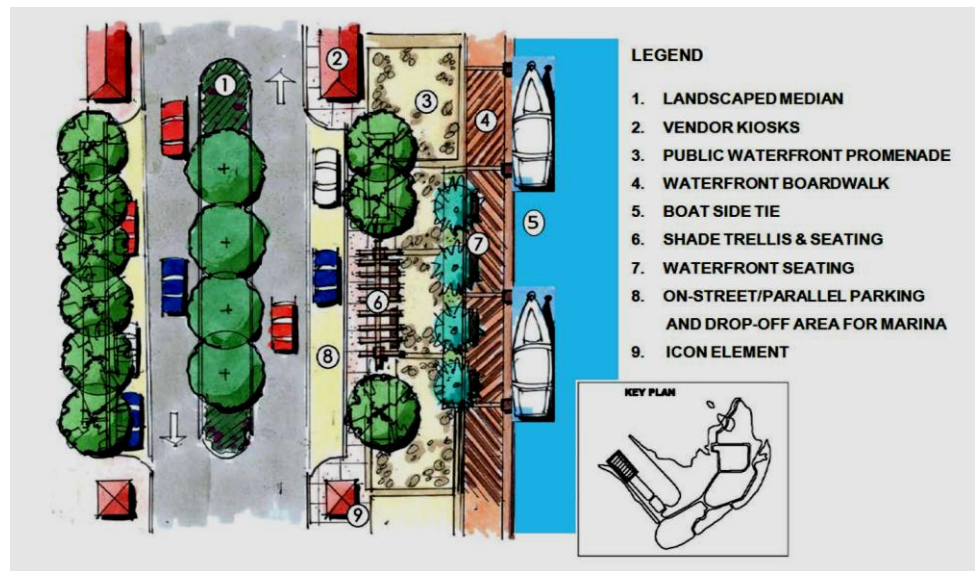 LEGEND
1. LANDSCAPED MEDIAN
2. VENDOR KIOSKS
3. PUBLIC WATERFRONT PROMENADE
4. WATERFRONT BOARDWALK
5. BOAT SIDE TIE
6. SHADE TRELLIS & SEATING
7. WATERFRONT SEATING
8. ON-STREET/PARALLEL PARKING
AND DROP-OFF AREA FOR MARINA
9. ICON ELEMENT
KEY PLAN
1
2
3
4
5
7
6
8
9